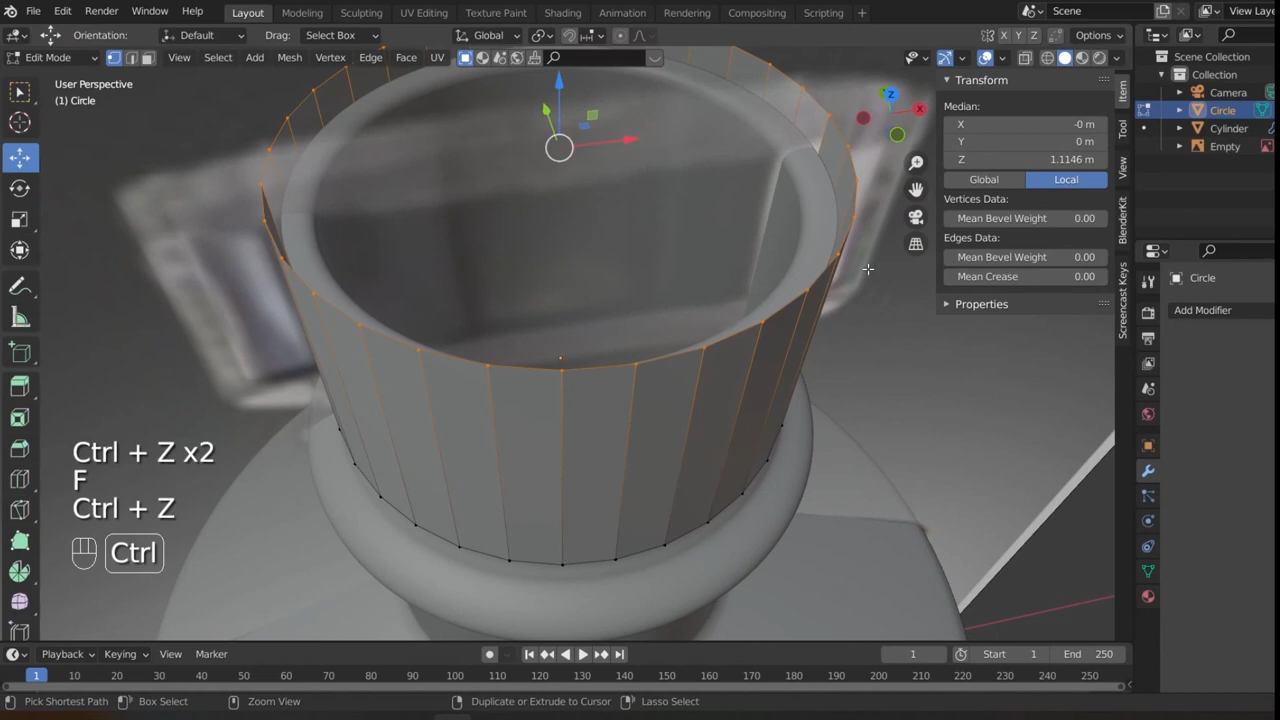 File Edit Render Window Help Layout Modeling Sculpting UV Editing Texture Paint Shading Animation Rendering Compositing Scripting + Scene View Laye
Orientation: Default Drag: Select Box Global X Y Z Options
Edit Mode View Select Add Mesh Vertex Edge Face UV
Scene Collection
Collection
Camera
Circle
Cylinder
Empty
User Perspective
(1) Circle
Z
X
Transform
Median:
X -0 m
Y 0 m
Z 1.1146 m
Global Local
Vertices Data:
Mean Bevel Weight 0.00
Edges Data:
Mean Bevel Weight 0.00
Mean Crease 0.00
Properties
Item
Tool
View
BlenderKit
Screencast Keys
Circle
Add Modifier
Ctrl + Z x2
F
Ctrl + Z
Ctrl
Playback Keying View Marker 1 Start 1 End 250
1 10 20 30 40 50 60 70 80 90 100 110 120 130 140 150 160 170 180 190 200 210 220 230 240 250
Pick Shortest Path Box Select Zoom View Duplicate or Extrude to Cursor Lasso Select